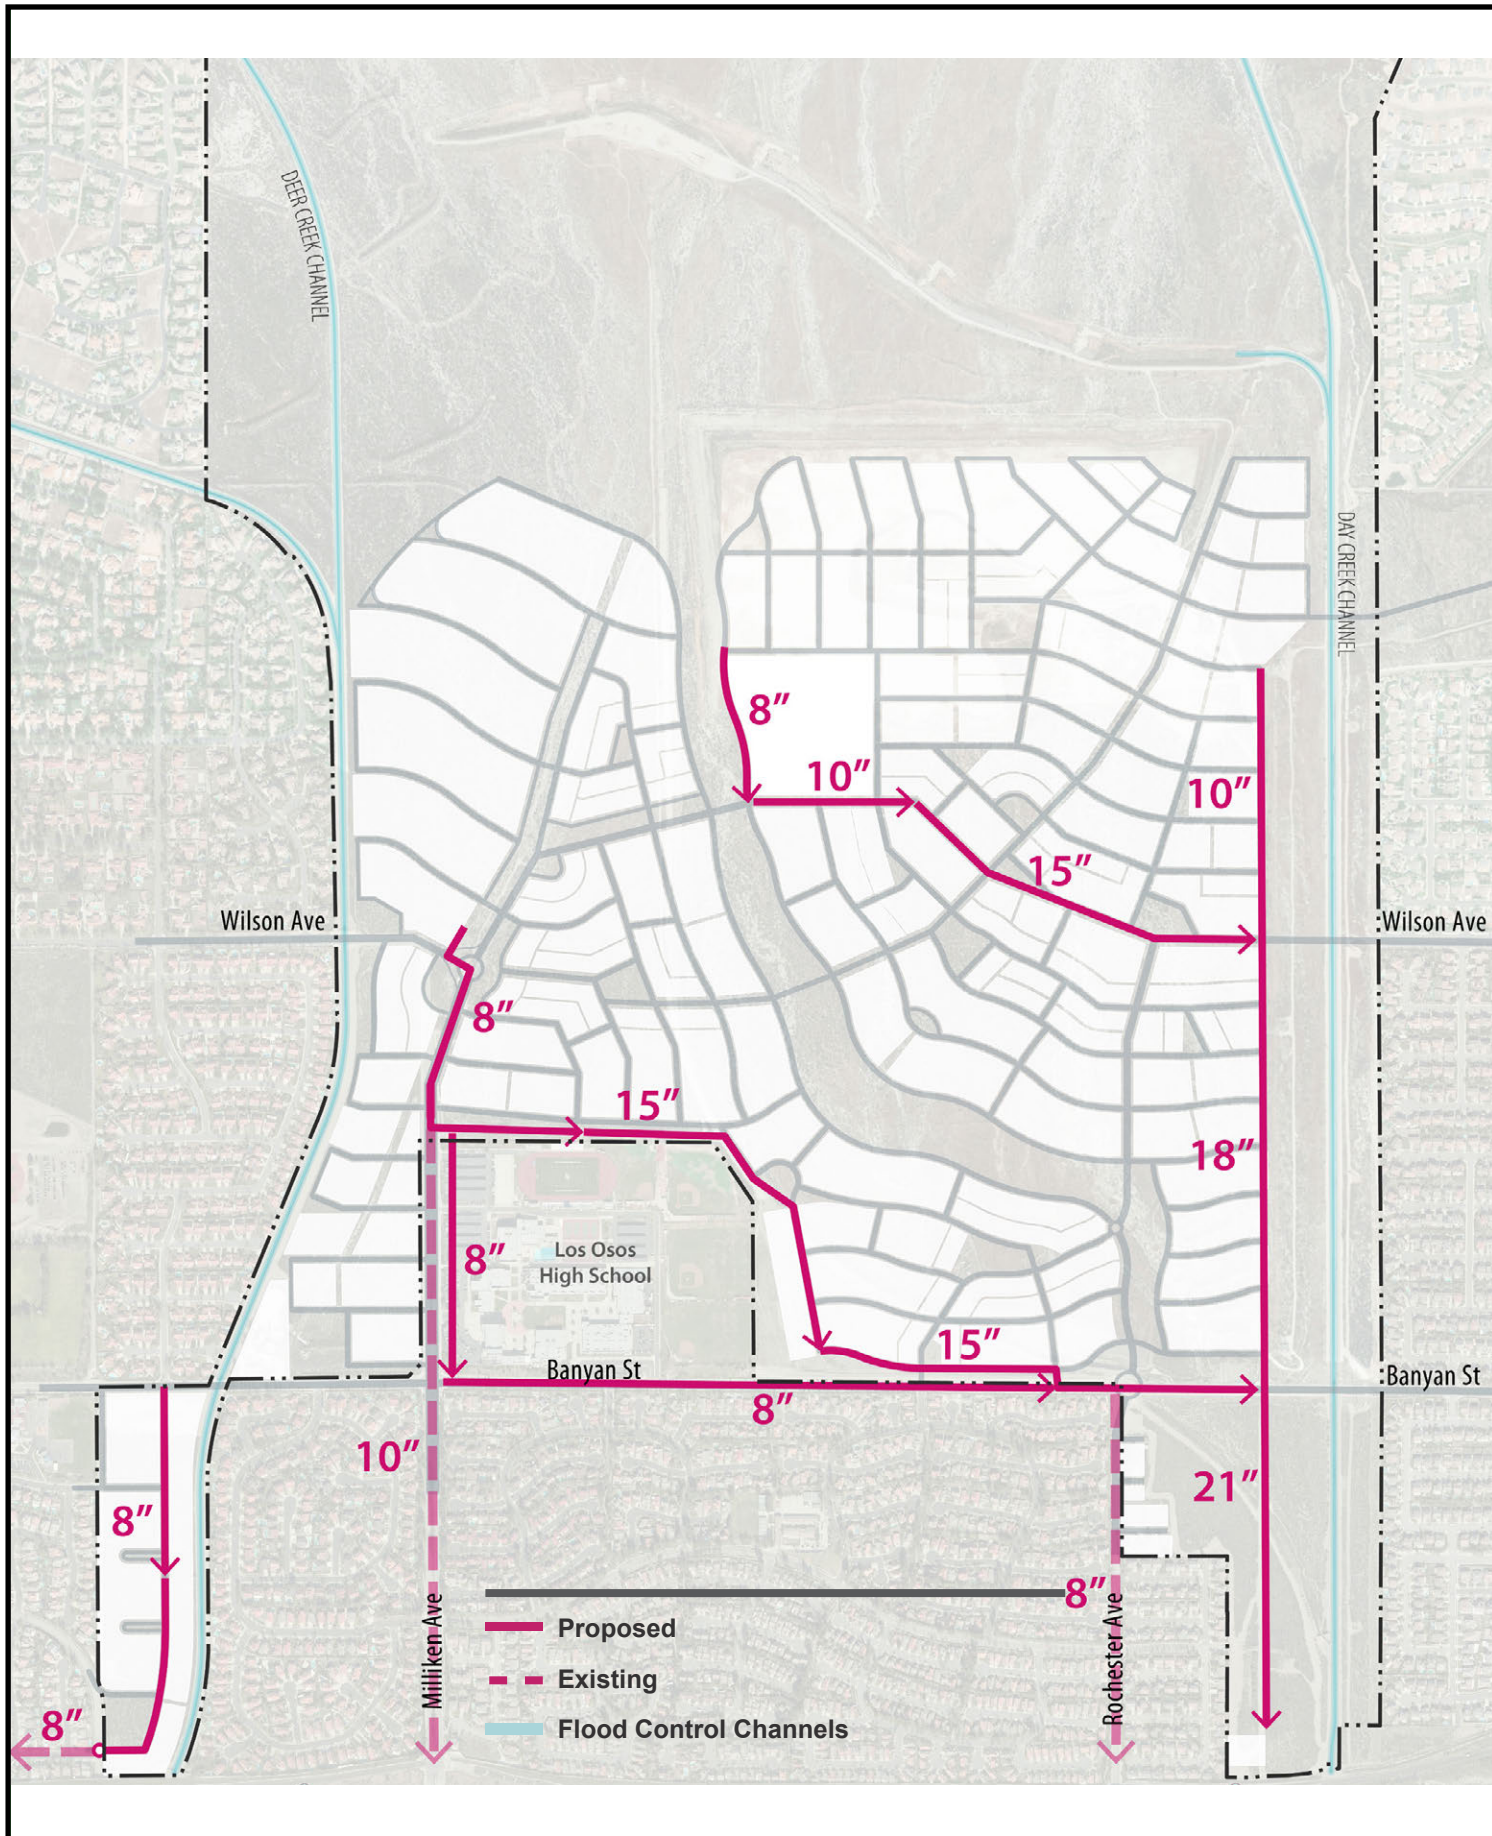 DEER CREEK CHANNEL
DAY CREEK CHANNEL
8”
10”
10”
15”
Wilson Ave
Wilson Ave
8”
15”
18”
8”
Los Osos
High School
15”
Banyan St
Banyan St
8”
10”
21”
8”
8”
Milliken Ave
Rochester Ave
Proposed
Existing
8”
Flood Control Channels